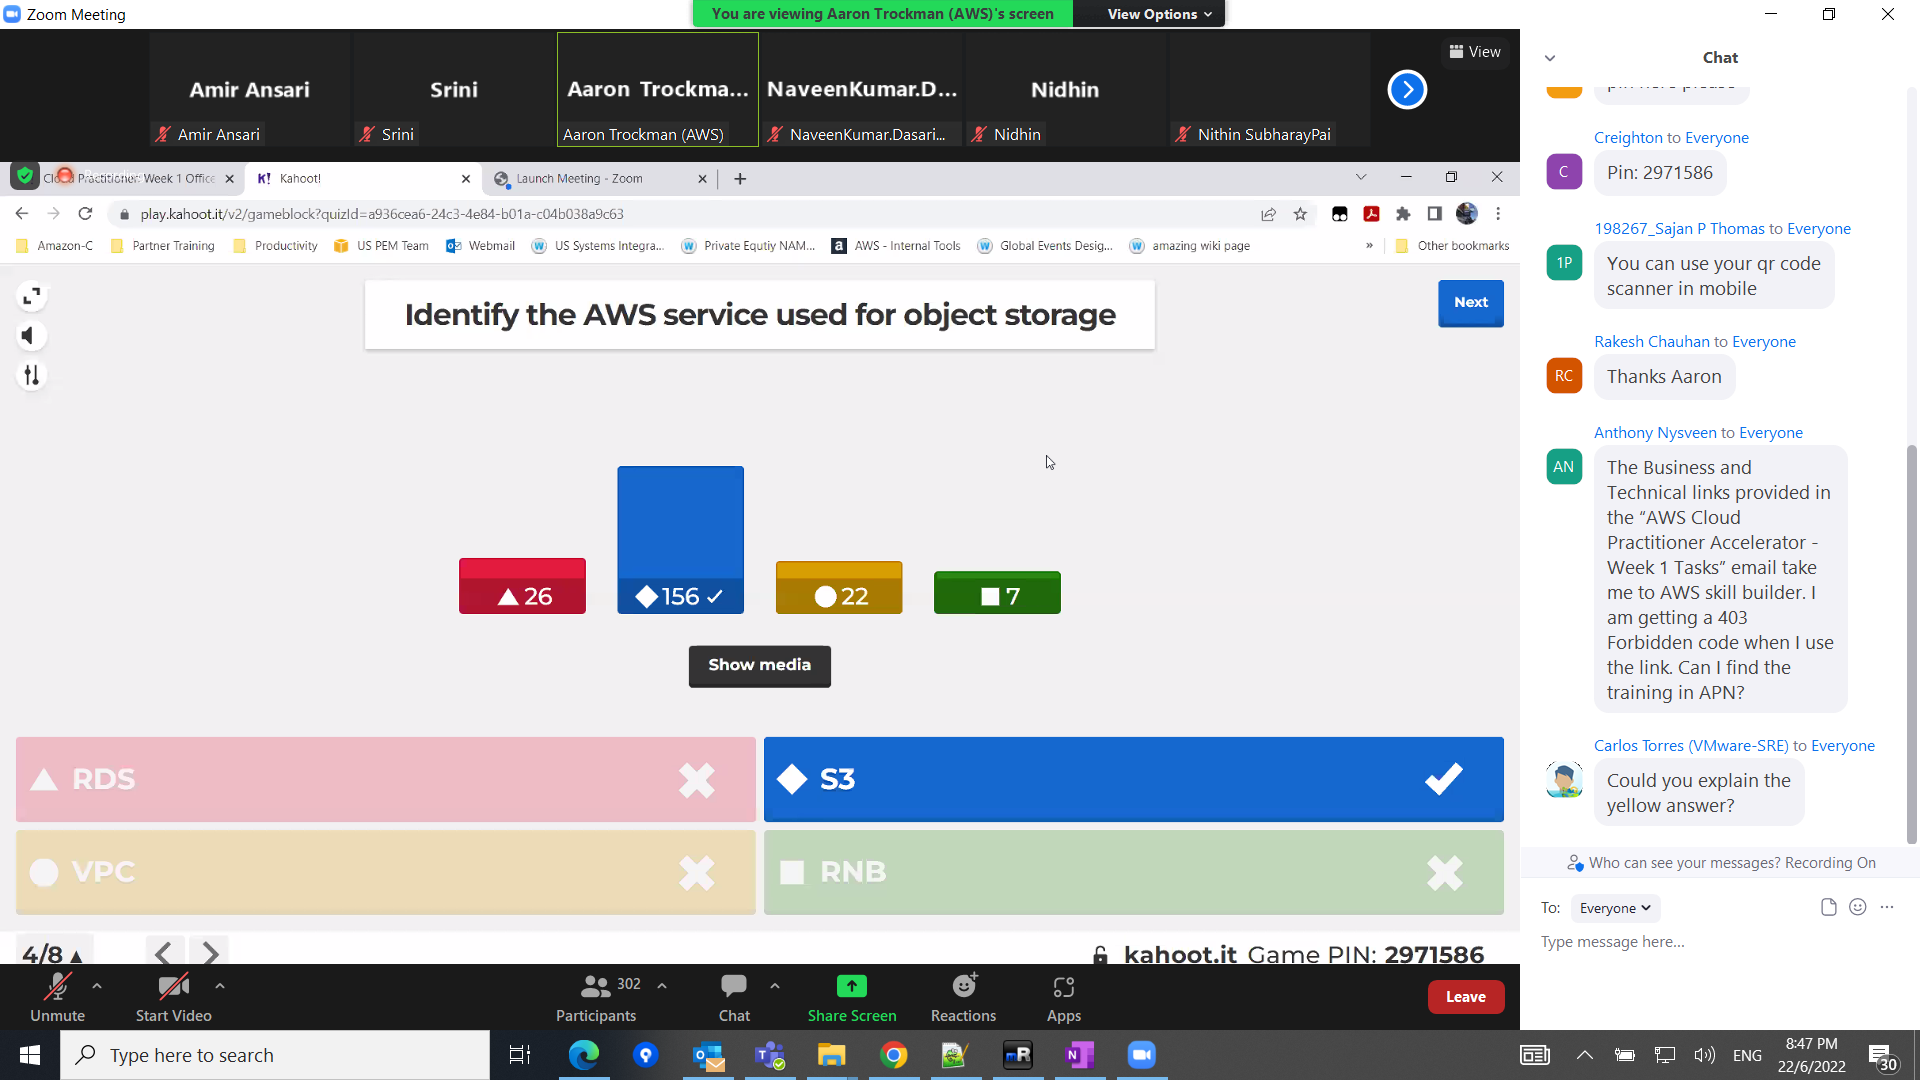 Zoom Meeting
You are viewing Aaron Trockman (AWS)'s screen
View Options
Amir Ansari
Srini
Aaron Trockma...
NaveenKumar.D...
Nidhin
View
Amir Ansari
Srini
Aaron Trockman (AWS)
NaveenKumar.Dasari...
Nidhin
Nithin SubharayPai
Practitioner Week 1 Office
K! Kahoot!
Launch Meeting - Zoom
play.kahoot.it/v2/gameblock?quizId=a936cea6-24c3-4e84-b01a-c04b038a9c63
Amazon-C
Partner Training
Productivity
US PEM Team
Webmail
US Systems Integra...
Private Equtiy NAM...
AWS - Internal Tools
Global Events Desig...
amazing wiki page
»
Other bookmarks
Identify the AWS service used for object storage
Next
26
156
22
7
Show media
RDS
S3
VPC
RNB
4/8
kahoot.it Game PIN: 2971586
Unmute
Start Video
302
Participants
Chat
Share Screen
Reactions
Apps
Leave
Chat
Creighton to Everyone
C
Pin: 2971586
198267_Sajan P Thomas to Everyone
1P
You can use your qr code
scanner in mobile
Rakesh Chauhan to Everyone
RC
Thanks Aaron
Anthony Nysveen to Everyone
AN
The Business and
Technical links provided in
the “AWS Cloud
Practitioner Accelerator -
Week 1 Tasks” email take
me to AWS skill builder. I
am getting a 403
Forbidden code when I use
the link. Can I find the
training in APN?
Carlos Torres (VMware-SRE) to Everyone
Could you explain the
yellow answer?
Who can see your messages? Recording On
To: Everyone
Type message here...
Type here to search
mR
N
ENG
8:47 PM
22/6/2022
30